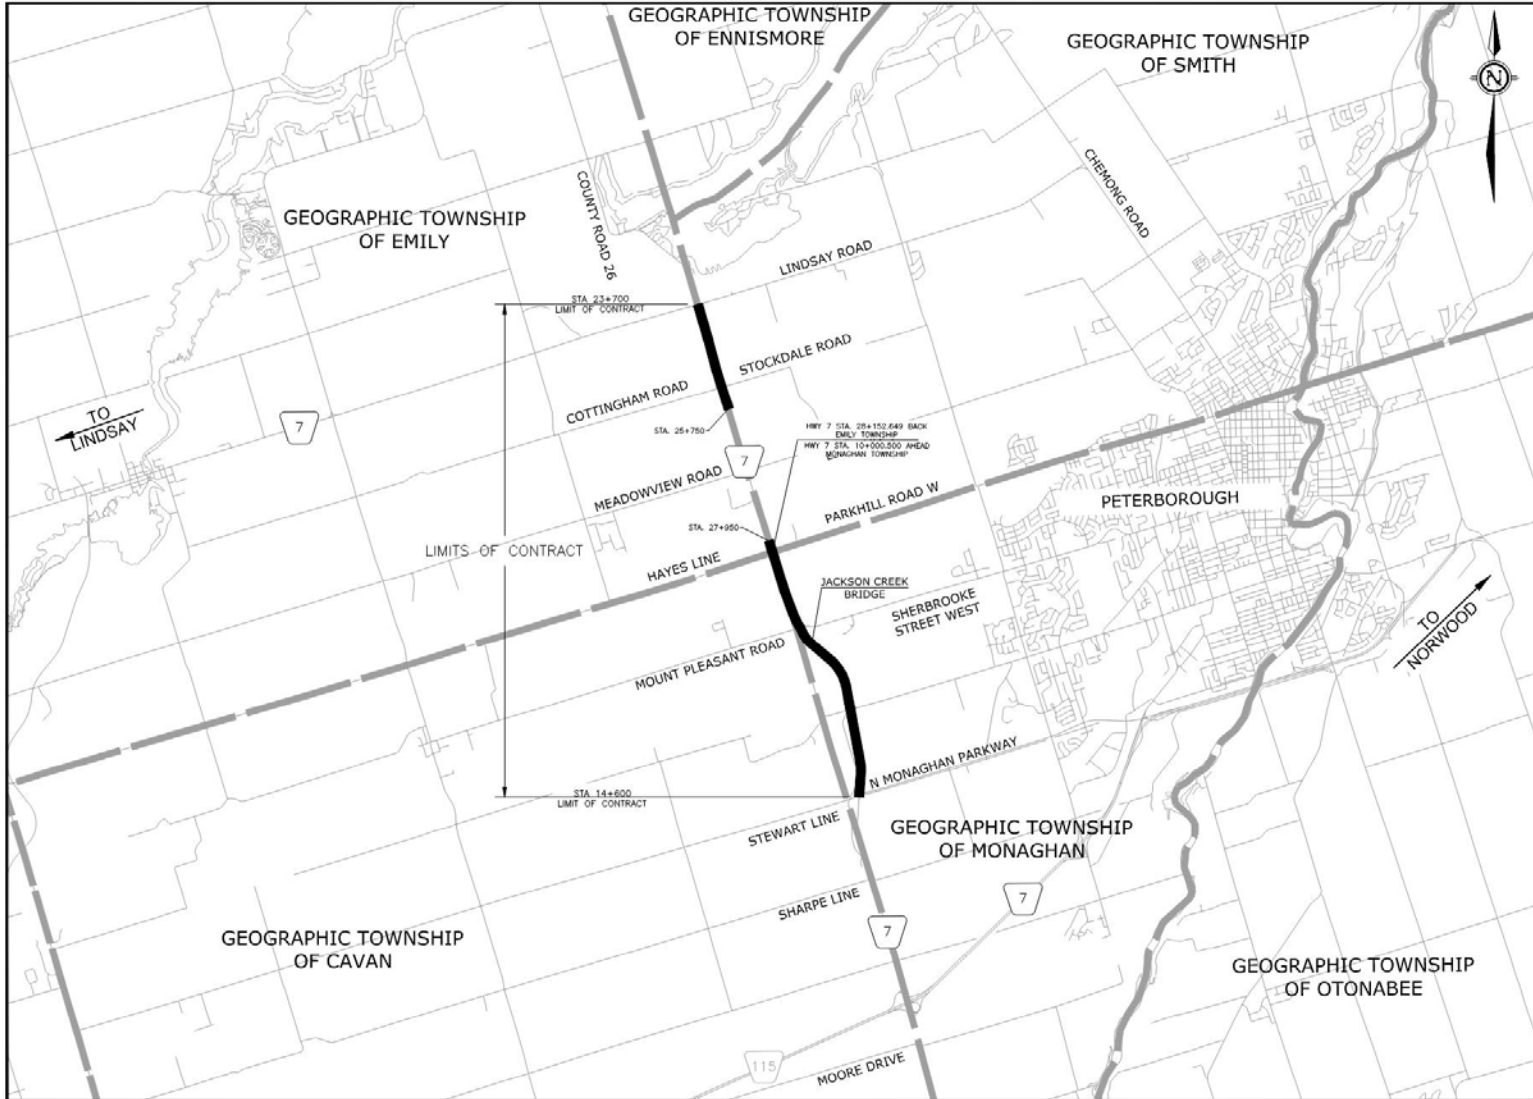 GEOGRAPHIC TOWNSHIP
OF ENNISMORE
GEOGRAPHIC TOWNSHIP
OF SMITH
N
CHEMONG ROAD
COUNTY ROAD 26
GEOGRAPHIC TOWNSHIP
OF EMILY
LINDSAY ROAD
STA 23+700
LIMIT OF CONTRACT
STOCKDALE ROAD
COTTINGHAM ROAD
TO
LINDSAY
7
STA. 25+750
HWY 7 STA. 28+152.649 BACK
EMILY TOWNSHIP
HWY 7 STA. 10+000.500 AHEAD
MONAGHAN TOWNSHIP
7
MEADOWVIEW ROAD
PARKHILL ROAD W
PETERBOROUGH
STA. 27+950
LIMITS OF CONTRACT
HAYES LINE
JACKSON CREEK
BRIDGE
SHERBROOKE
STREET WEST
TO
NORWOOD
MOUNT PLEASANT ROAD
N MONAGHAN PARKWAY
STA 14+600
LIMIT OF CONTRACT
STEWART LINE
GEOGRAPHIC TOWNSHIP
OF MONAGHAN
SHARPE LINE
7
7
GEOGRAPHIC TOWNSHIP
OF CAVAN
GEOGRAPHIC TOWNSHIP
OF OTONABEE
115
MOORE DRIVE